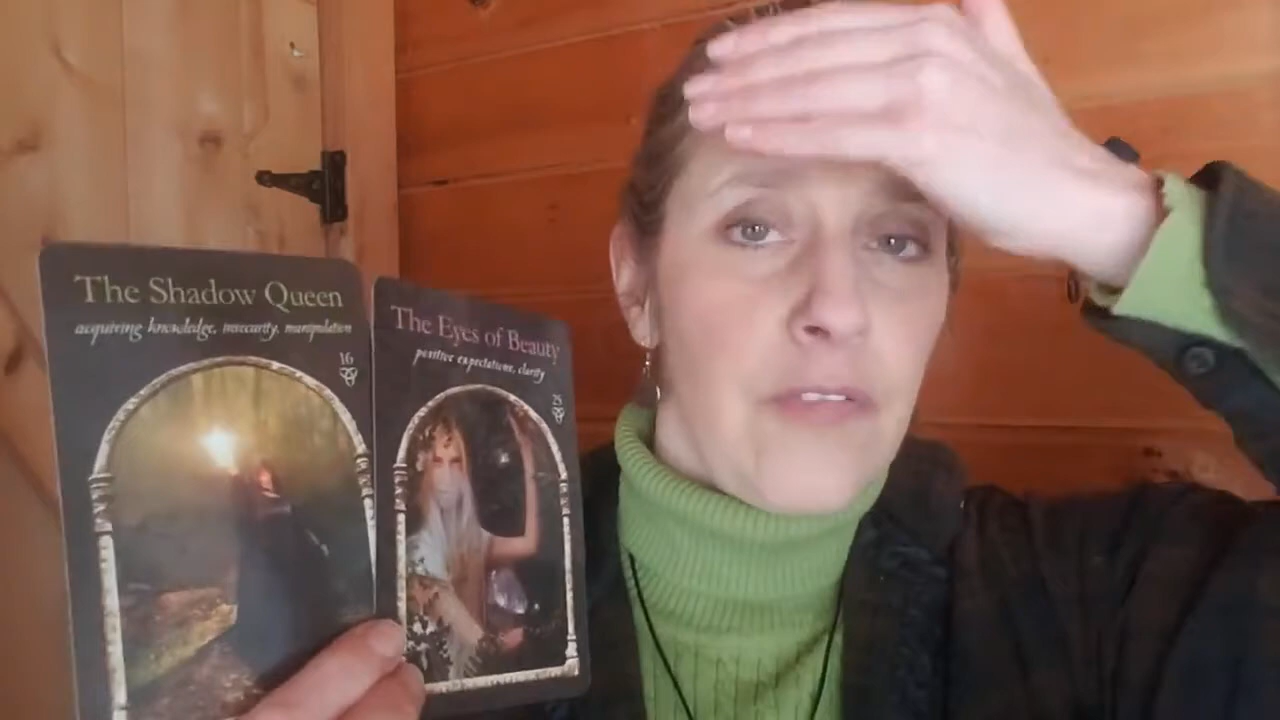 The Shadow Queen
acquiring knowledge, insecurity, manipulation
16
The Eyes of Beauty
positive expectations, clarity
25